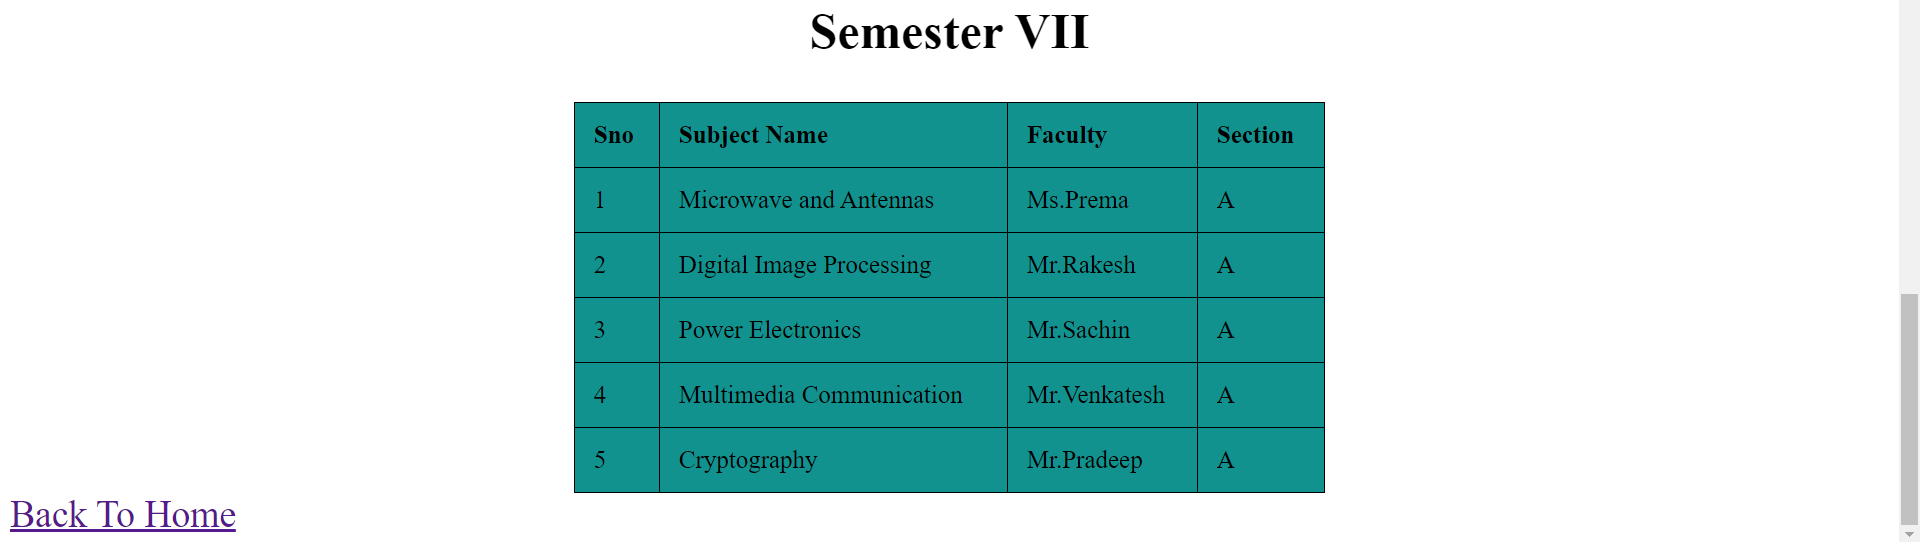 Semester VII
Sno Subject Name Faculty Section
1 Microwave and Antennas Ms.Prema A
2 Digital Image Processing Mr.Rakesh A
3 Power Electronics Mr.Sachin A
4 Multimedia Communication Mr.Venkatesh A
5 Cryptography Mr.Pradeep A
Back To Home